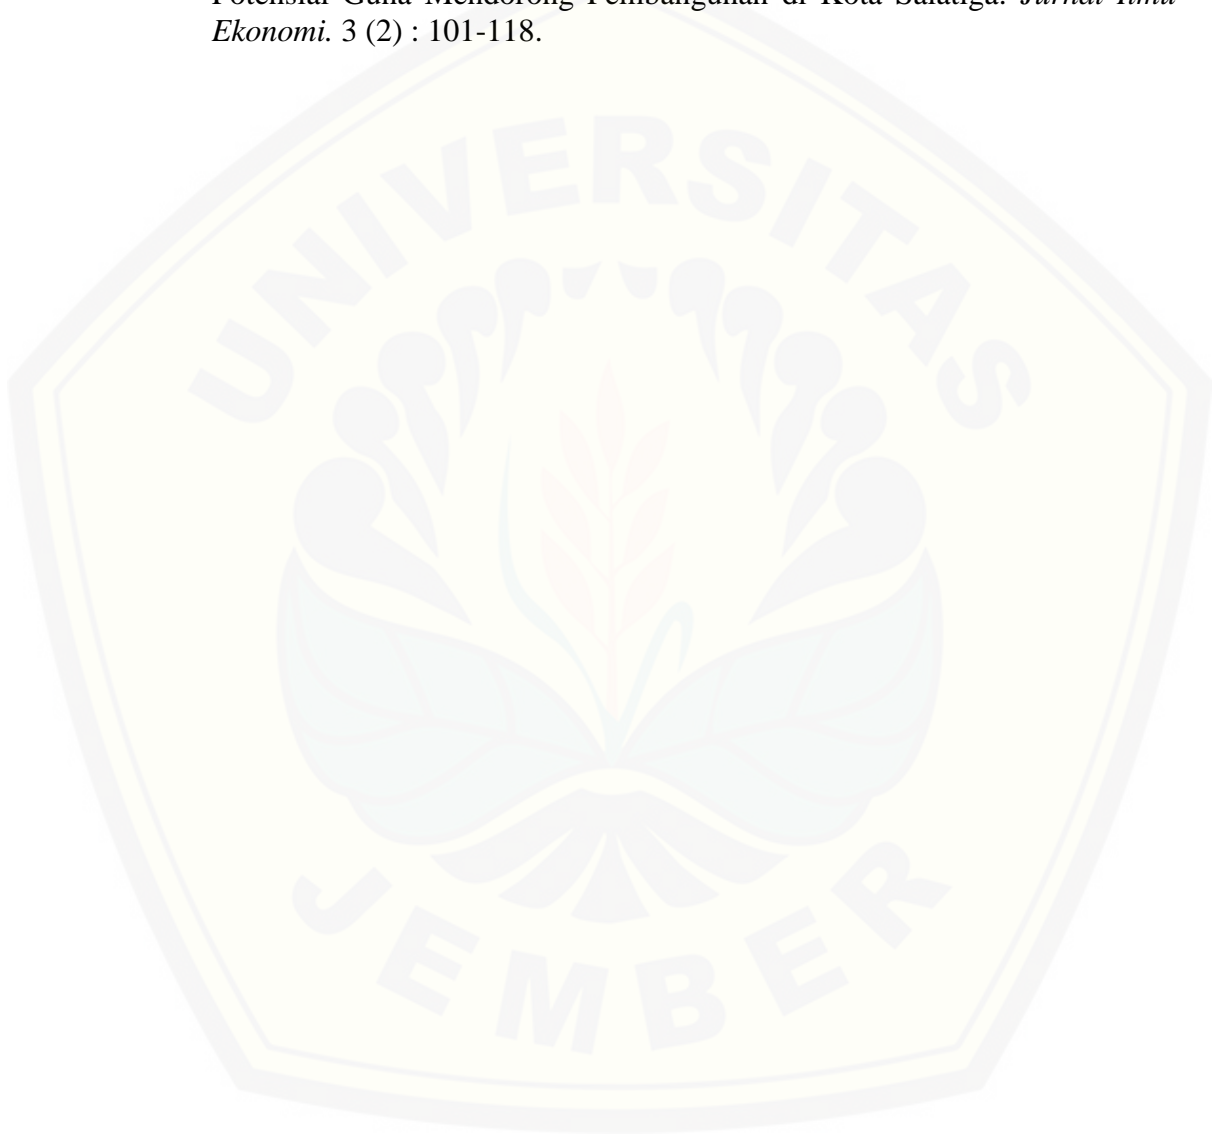 Potensial Guna Mendorong Pembangunan di Kota Salatiga. Jurnal Ilmu
Ekonomi. 3 (2) : 101-118.
UNIVERSITAS
JEMBER